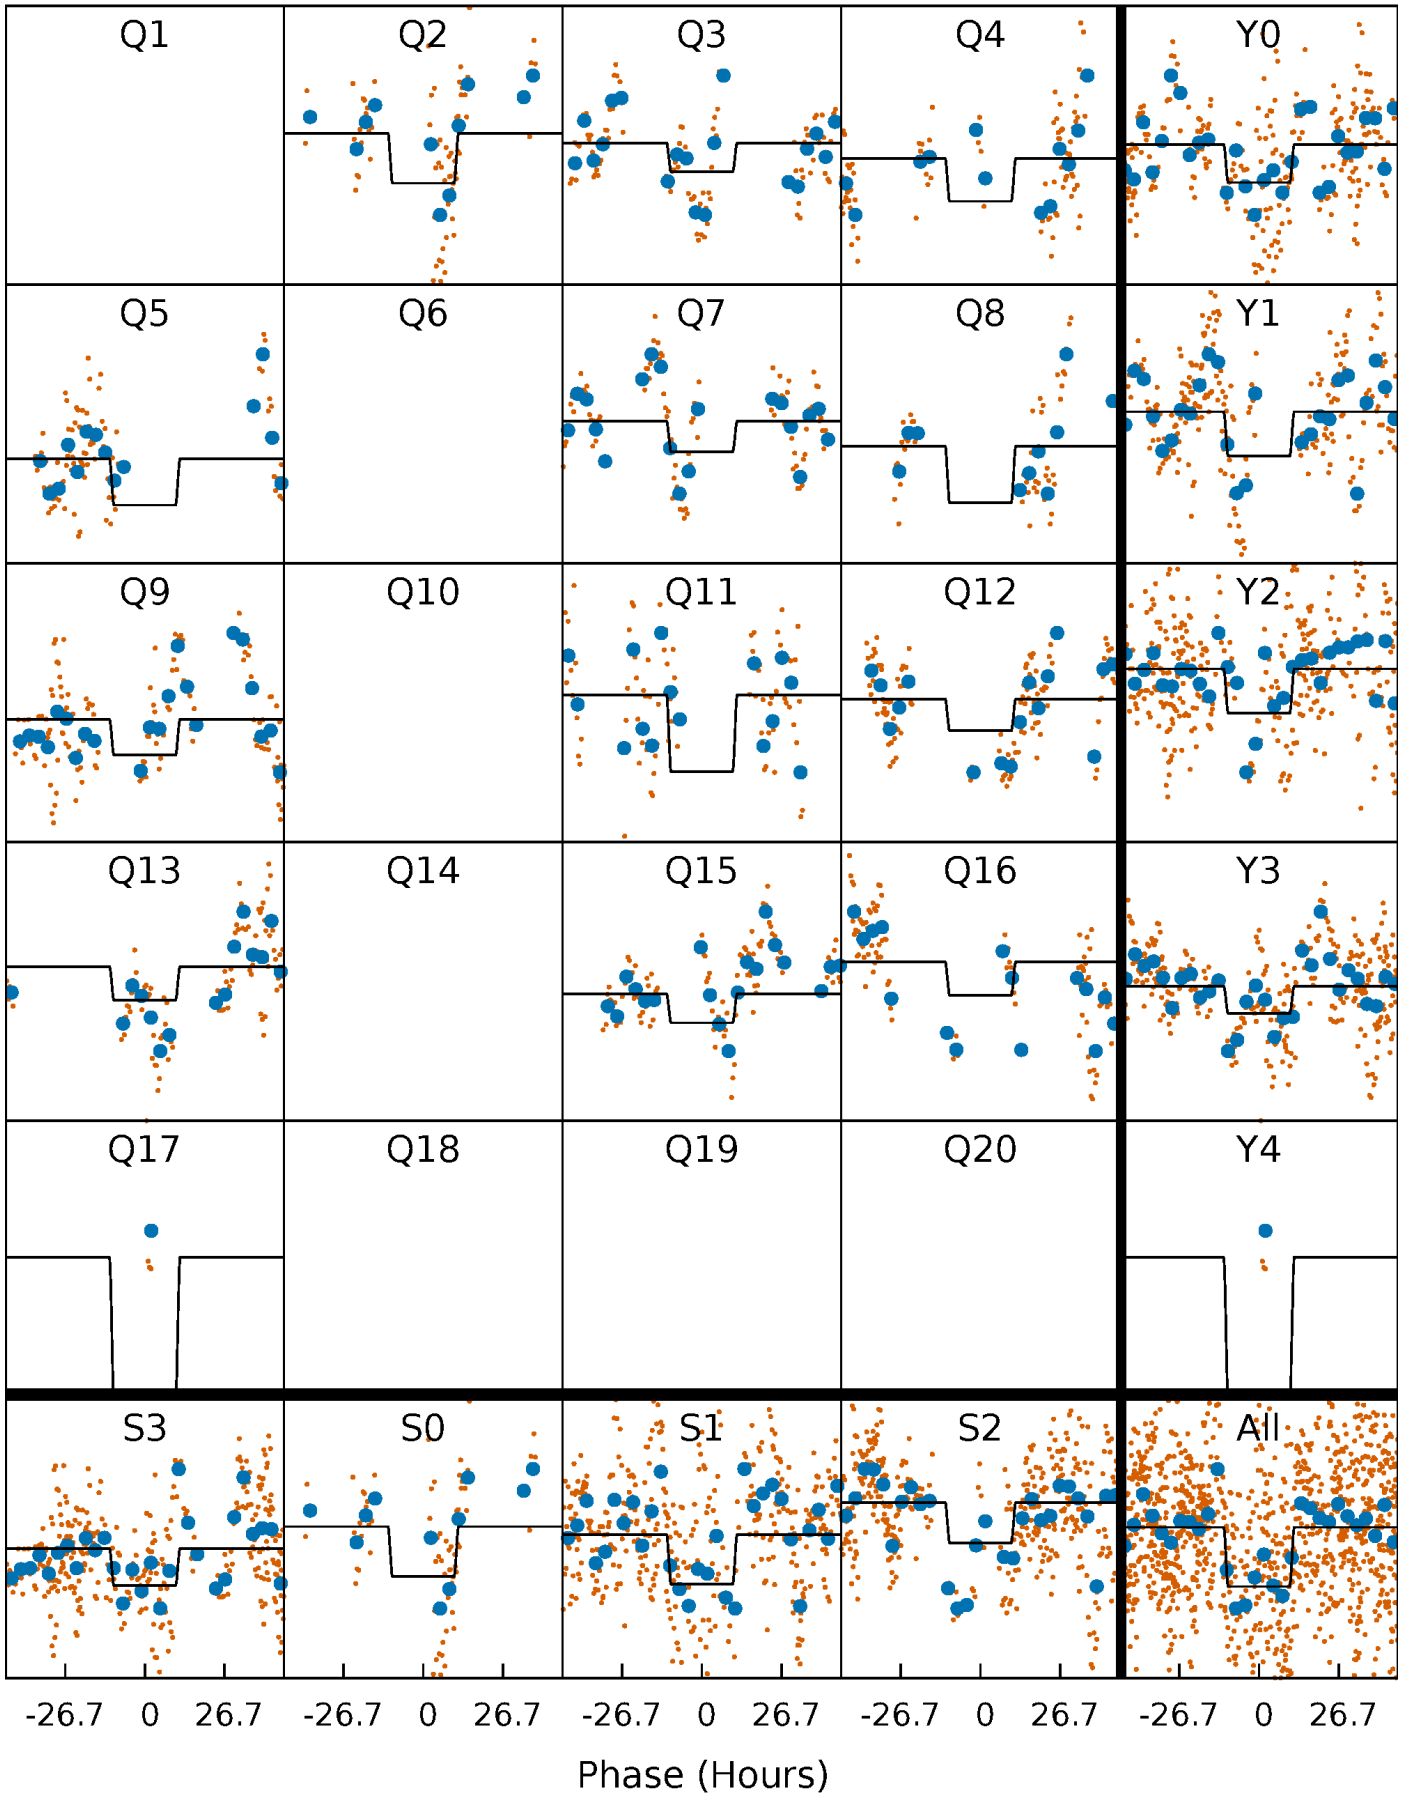 Q1 Q2 Q3 Q4 Y0
Q5 Q6 Q7 Q8 Y1
Q9 Q10 Q11 Q12 Y2
Q13 Q14 Q15 Q16 Y3
Q17 Q18 Q19 Q20 Y4
S3 S0 S1 S2 All
-26.7 0 26.7 -26.7 0 26.7 -26.7 0 26.7 -26.7 0 26.7 -26.7 0 26.7
Phase (Hours)